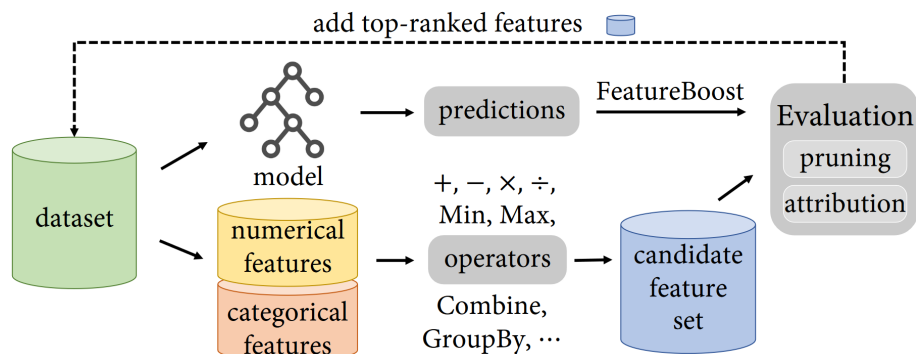 add top-ranked features
FeatureBoost
predictions
Evaluation
pruning
attribution
model
dataset
+, −, ×, ÷,
Min, Max,
numerical
features
operators
candidate
feature
set
categorical
features
Combine,
GroupBy, ···